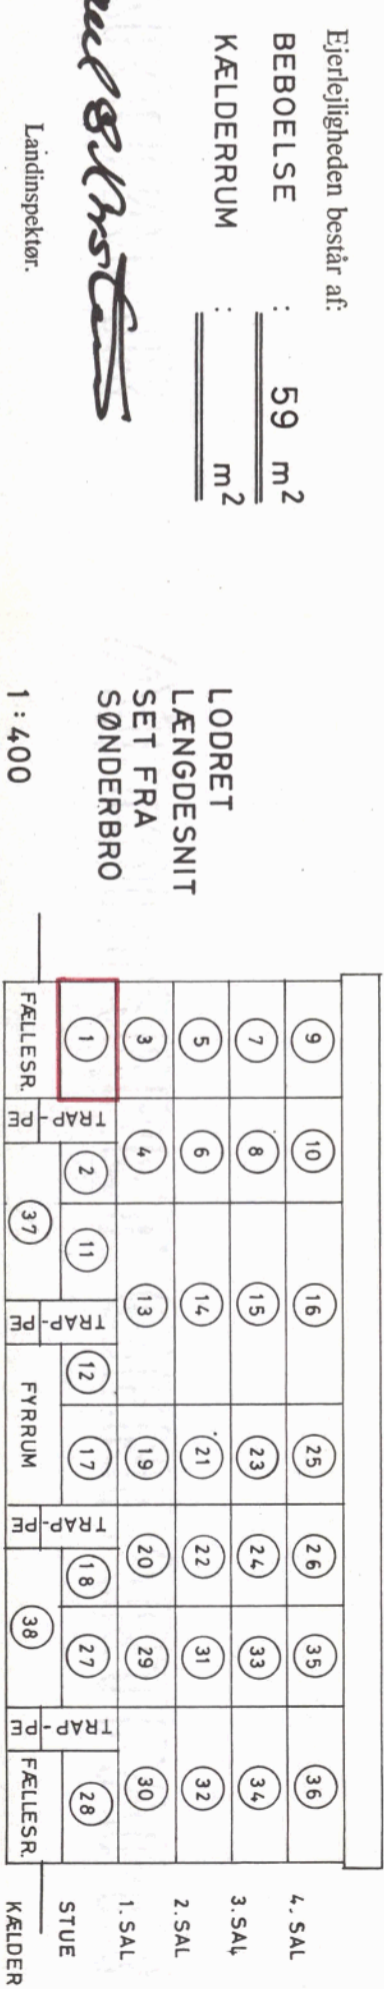 Ejerlejligheden består af:
BEBOELSE : 59 m²
KÆLDERRUM : m²
Landinspektør.
LODRET
LÆNGDESNIT
SET FRA
SØNDERBRO
1:400
9 10 16 25 26 35 36 4. SAL
7 8 15 23 24 33 34 3. SAL
5 6 14 21 22 31 32 2. SAL
3 4 13 19 20 29 30 1. SAL
1 TRAP- 2 11 TRAP- 12 17 TRAP- 18 27 TRAP- 28 STUE
FÆLLESR. PE 37 PE FYRRUM PE 38 PE FÆLLESR. KÆLDER